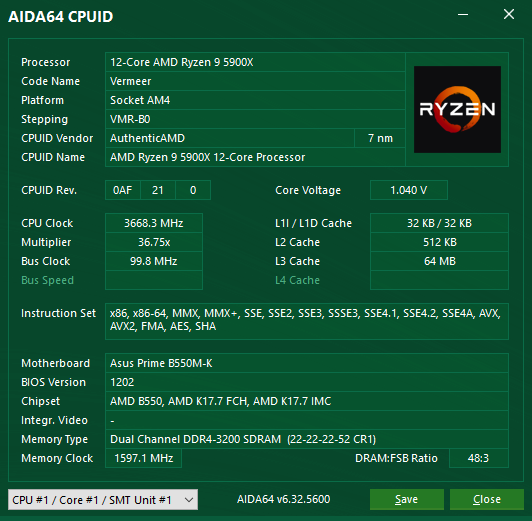 AIDA64 CPUID
Processor 12-Core AMD Ryzen 9 5900X
Code Name Vermeer
Platform Socket AM4
Stepping VMR-B0
CPUID Vendor AuthenticAMD 7 nm
CPUID Name AMD Ryzen 9 5900X 12-Core Processor
RYZEN
CPUID Rev. 0AF 21 0 Core Voltage 1.040 V
CPU Clock 3668.3 MHz L1I / L1D Cache 32 KB / 32 KB
Multiplier 36.75x L2 Cache 512 KB
Bus Clock 99.8 MHz L3 Cache 64 MB
Bus Speed L4 Cache
Instruction Set x86, x86-64, MMX, MMX+, SSE, SSE2, SSE3, SSSE3, SSE4.1, SSE4.2, SSE4A, AVX,
AVX2, FMA, AES, SHA
Motherboard Asus Prime B550M-K
BIOS Version 1202
Chipset AMD B550, AMD K17.7 FCH, AMD K17.7 IMC
Integr. Video -
Memory Type Dual Channel DDR4-3200 SDRAM (22-22-22-52 CR1)
Memory Clock 1597.1 MHz DRAM:FSB Ratio 48:3
CPU #1 / Core #1 / SMT Unit #1 AIDA64 v6.32.5600 Save Close